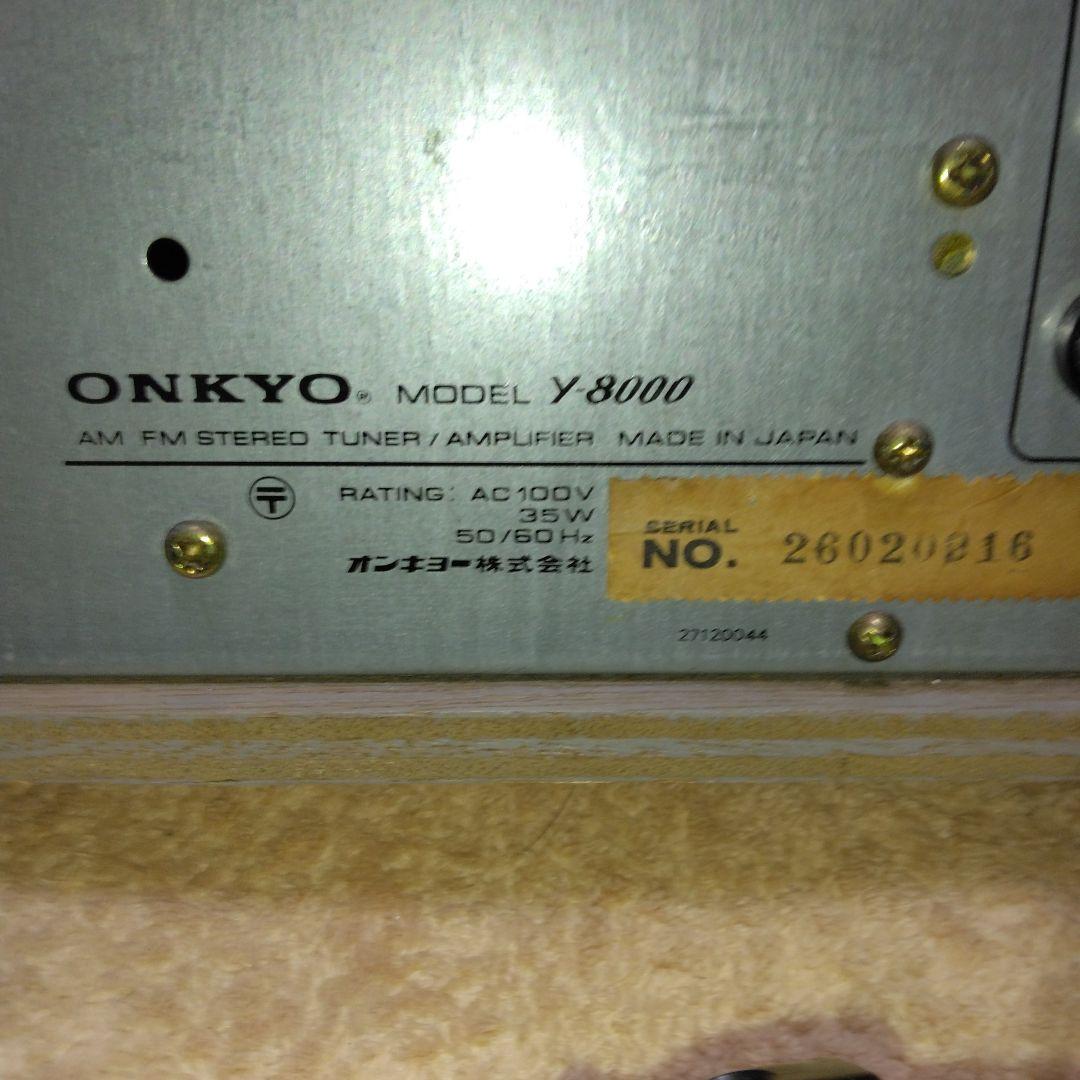 ONKYO® MODEL Y-8000
AM FM STEREO TUNER/AMPLIFIER MADE IN JAPAN
〒 RATING: AC100V
35W
50/60Hz
オンキヨー株式会社
SERIAL
NO. 26020816
27120044